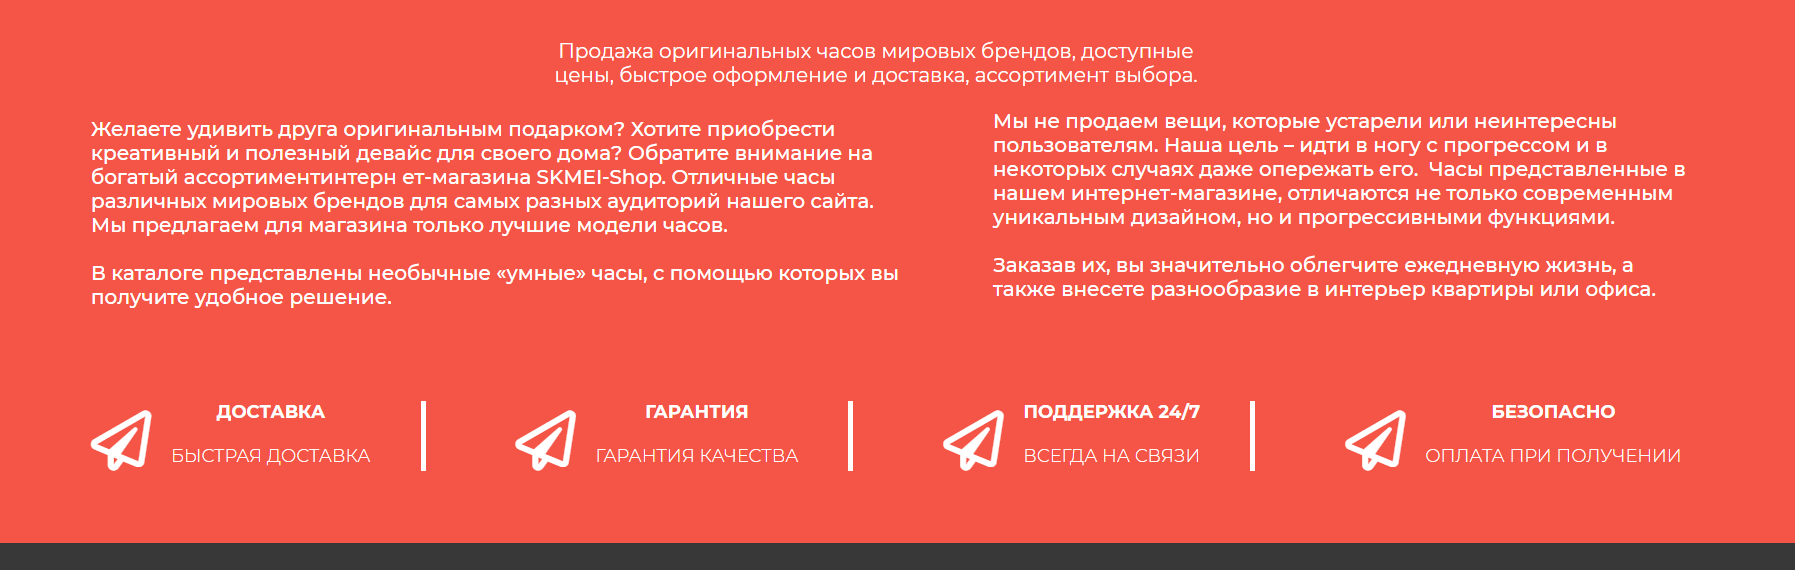 Продажа оригинальных часов мировых брендов, доступные
цены, быстрое оформление и доставка, ассортимент выбора.
Желаете удивить друга оригинальным подарком? Хотите приобрести
креативный и полезный девайс для своего дома? Обратите внимание на
богатый ассортиментинтерн ет-магазина SKMEI-Shop. Отличные часы
различных мировых брендов для самых разных аудиторий нашего сайта.
Мы предлагаем для магазина только лучшие модели часов.
В каталоге представлены необычные «умные» часы, с помощью которых вы
получите удобное решение.
Мы не продаем вещи, которые устарели или неинтересны
пользователям. Наша цель – идти в ногу с прогрессом и в
некоторых случаях даже опережать его.  Часы представленные в
нашем интернет-магазине, отличаются не только современным
уникальным дизайном, но и прогрессивными функциями.
Заказав их, вы значительно облегчите ежедневную жизнь, а
также внесете разнообразие в интерьер квартиры или офиса.
ДОСТАВКА
БЫСТРАЯ ДОСТАВКА
ГАРАНТИЯ
ГАРАНТИЯ КАЧЕСТВА
ПОДДЕРЖКА 24/7
ВСЕГДА НА СВЯЗИ
БЕЗОПАСНО
ОПЛАТА ПРИ ПОЛУЧЕНИИ